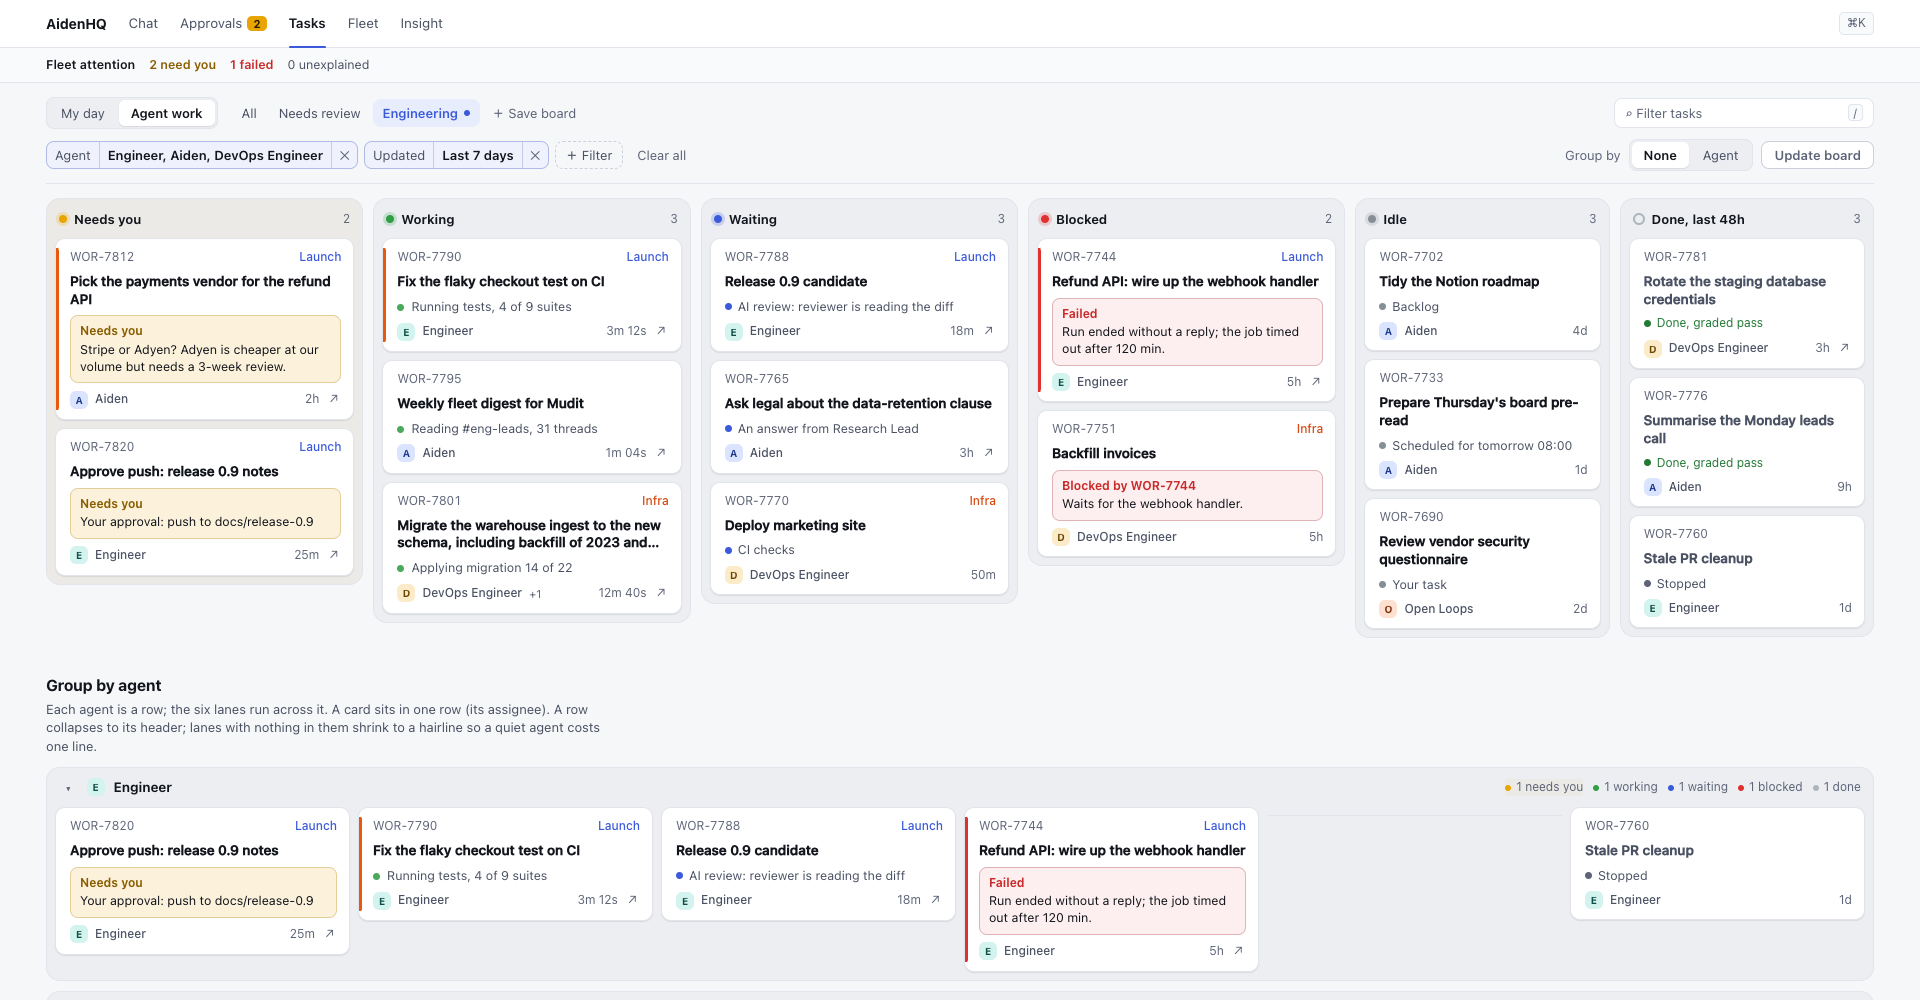 AidenHQ Chat Approvals 2 Tasks Fleet Insight ⌘K
Fleet attention 2 need you 1 failed 0 unexplained
My day Agent work All Needs review Engineering + Save board Filter tasks /
Agent Engineer, Aiden, DevOps Engineer Updated Last 7 days + Filter Clear all Group by None Agent Update board
Needs you 2
WOR-7812 Launch
Pick the payments vendor for the refund
API
Needs you
Stripe or Adyen? Adyen is cheaper at our
volume but needs a 3-week review.
A Aiden 2h ↗
WOR-7820 Launch
Approve push: release 0.9 notes
Needs you
Your approval: push to docs/release-0.9
E Engineer 25m ↗
Working 3
WOR-7790 Launch
Fix the flaky checkout test on CI
Running tests, 4 of 9 suites
E Engineer 3m 12s ↗
WOR-7795
Weekly fleet digest for Mudit
Reading #eng-leads, 31 threads
A Aiden 1m 04s ↗
WOR-7801 Infra
Migrate the warehouse ingest to the new
schema, including backfill of 2023 and...
Applying migration 14 of 22
D DevOps Engineer +1 12m 40s ↗
Waiting 3
WOR-7788 Launch
Release 0.9 candidate
AI review: reviewer is reading the diff
E Engineer 18m ↗
WOR-7765
Ask legal about the data-retention clause
An answer from Research Lead
A Aiden 3h ↗
WOR-7770 Infra
Deploy marketing site
CI checks
D DevOps Engineer 50m
Blocked 2
WOR-7744 Launch
Refund API: wire up the webhook handler
Failed
Run ended without a reply; the job timed
out after 120 min.
E Engineer 5h ↗
WOR-7751 Infra
Backfill invoices
Blocked by WOR-7744
Waits for the webhook handler.
D DevOps Engineer 5h
Idle 3
WOR-7702
Tidy the Notion roadmap
Backlog
A Aiden 4d
WOR-7733
Prepare Thursday's board pre-
read
Scheduled for tomorrow 08:00
A Aiden 1d
WOR-7690
Review vendor security
questionnaire
Your task
O Open Loops 2d
Done, last 48h 3
WOR-7781
Rotate the staging database
credentials
Done, graded pass
D DevOps Engineer 3h ↗
WOR-7776
Summarise the Monday leads
call
Done, graded pass
A Aiden 9h
WOR-7760
Stale PR cleanup
Stopped
E Engineer 1d
Group by agent
Each agent is a row; the six lanes run across it. A card sits in one row (its assignee). A row
collapses to its header; lanes with nothing in them shrink to a hairline so a quiet agent costs
one line.
E Engineer 1 needs you 1 working 1 waiting 1 blocked 1 done
WOR-7820 Launch
Approve push: release 0.9 notes
Needs you
Your approval: push to docs/release-0.9
E Engineer 25m ↗
WOR-7790 Launch
Fix the flaky checkout test on CI
Running tests, 4 of 9 suites
E Engineer 3m 12s ↗
WOR-7788 Launch
Release 0.9 candidate
AI review: reviewer is reading the diff
E Engineer 18m ↗
WOR-7744 Launch
Refund API: wire up the webhook handler
Failed
Run ended without a reply; the job timed
out after 120 min.
E Engineer 5h ↗
WOR-7760
Stale PR cleanup
Stopped
E Engineer 1d